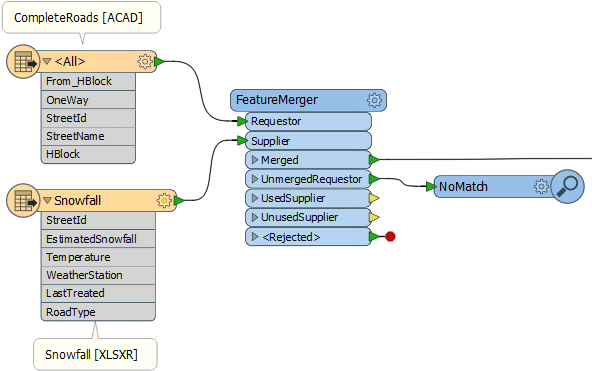 CompleteRoads [ACAD]
<All>
From_HBlock
OneWay
StreetId
StreetName
HBlock
Snowfall
StreetId
EstimatedSnowfall
Temperature
WeatherStation
LastTreated
RoadType
Snowfall [XLSXR]
FeatureMerger
Requestor
Supplier
Merged
UnmergedRequestor
UsedSupplier
UnusedSupplier
<Rejected>
NoMatch